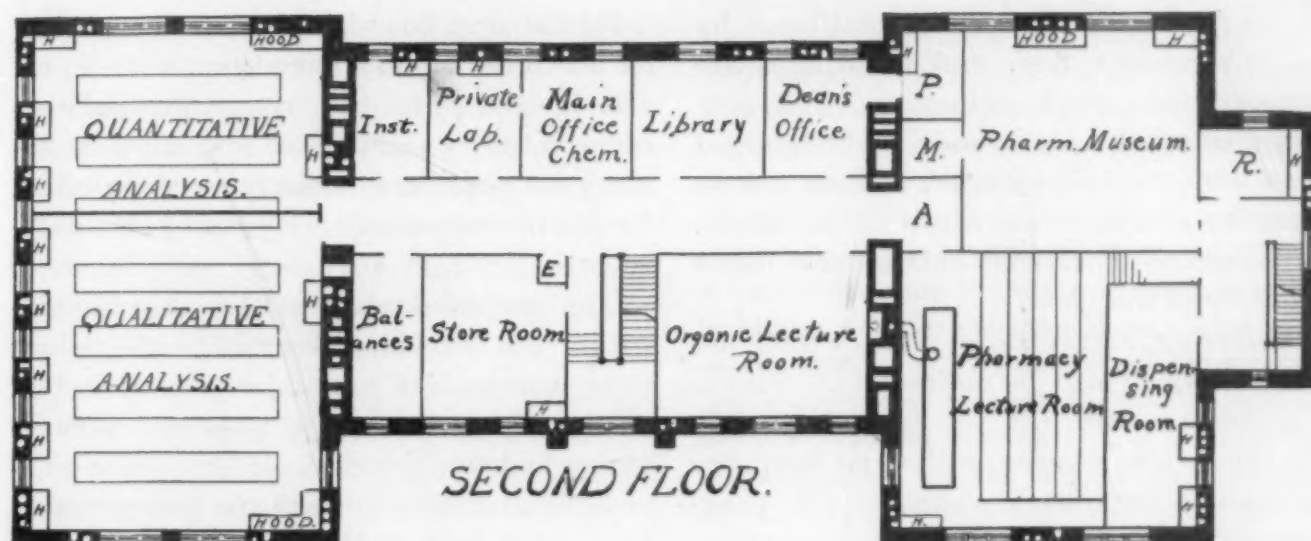 H
HOOD
H
H
H
H
QUANTITATIVE
ANALYSIS.
H
H
H
QUALITATIVE
ANALYSIS.
H
H
HOOD.
H
H
Inst.
Private
Lab.
Main
Office
Chem.
Library
Dean's
Office
Bal-
ances
Store Room
E
H
Organic Lecture
Room.
H
P.
M.
A
HOOD
H
Pharm. Museum.
R.
H
Pharmacy
Lecture Room
Dispen-
sing
Room
H
H
H.
SECOND FLOOR.